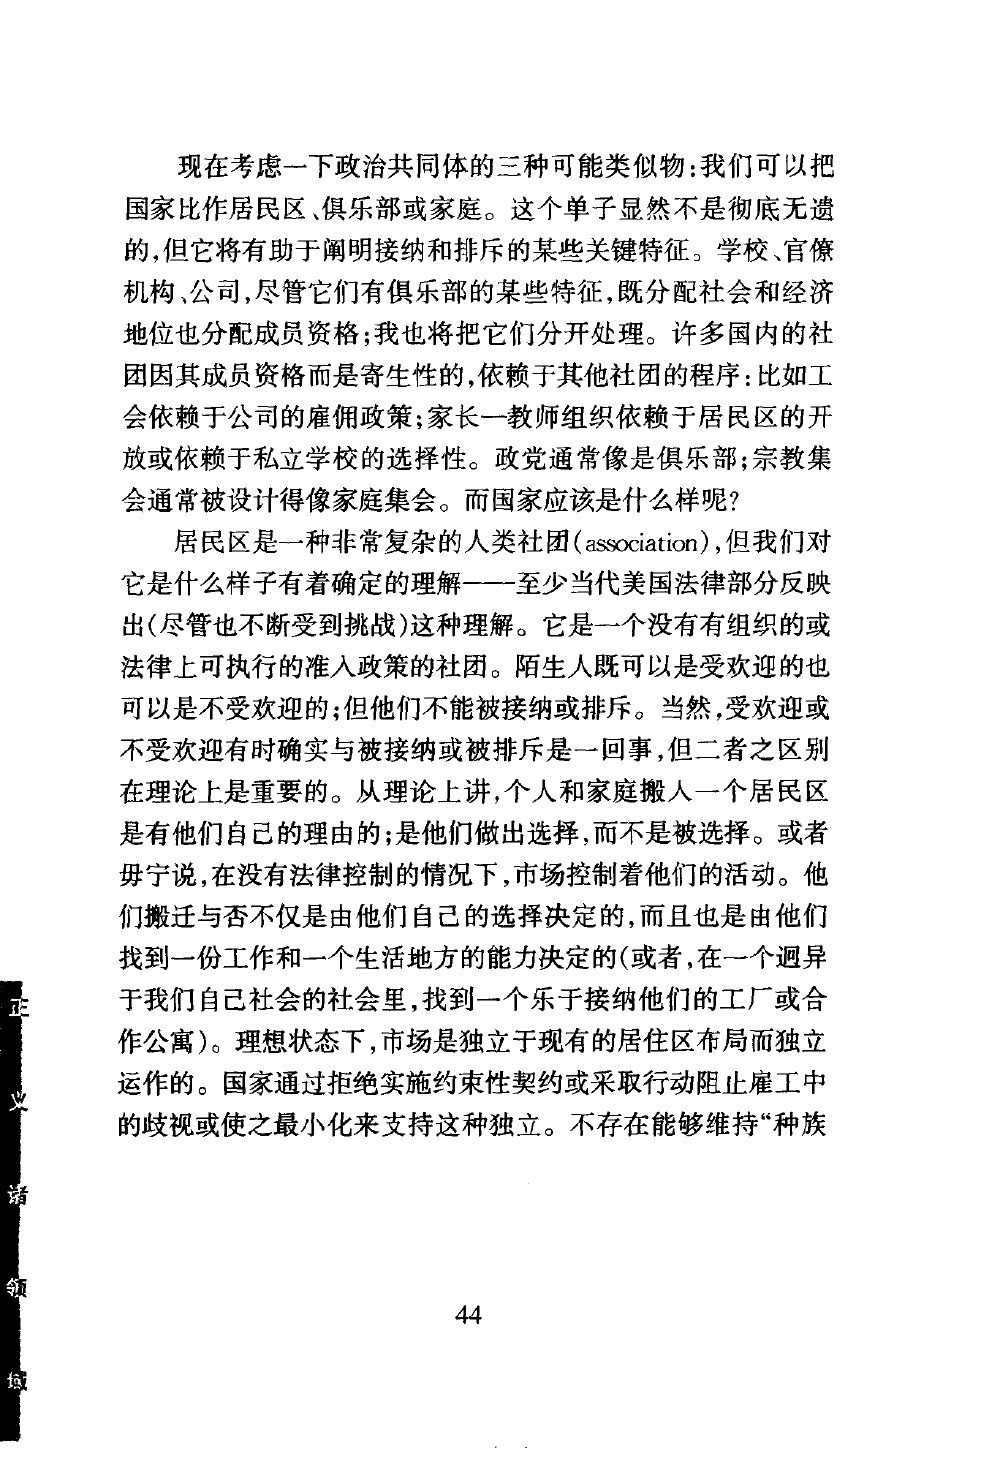 现在考虑一下政治共同体的三种可能类似物:我们可以把
国家比作居民区、俱乐部或家庭。这个单子显然不是彻底无遗
的,但它将有助于阐明接纳和排斥的某些关键特征。学校、官僚
机构、公司,尽管它们有俱乐部的某些特征,既分配社会和经济
地位也分配成员资格;我也将把它们分开处理。许多国内的社
团因其成员资格而是寄生性的,依赖于其他社团的程序:比如工
会依赖于公司的雇佣政策;家长—教师组织依赖于居民区的开
放或依赖于私立学校的选择性。政党通常像是俱乐部;宗教集
会通常被设计得像家庭集会。而国家应该是什么样呢?
居民区是一种非常复杂的人类社团(association),但我们对
它是什么样子有着确定的理解——至少当代美国法律部分反映
出(尽管也不断受到挑战)这种理解。它是一个没有有组织的或
法律上可执行的准入政策的社团。陌生人既可以是受欢迎的也
可以是不受欢迎的;但他们不能被接纳或排斥。当然,受欢迎或
不受欢迎有时确实与被接纳或被排斥是一回事,但二者之区别
在理论上是重要的。从理论上讲,个人和家庭搬人一个居民区
是有他们自己的理由的;是他们做出选择,而不是被选择。或者
毋宁说,在没有法律控制的情况下,市场控制着他们的活动。他
们搬迁与否不仅是由他们自己的选择决定的,而且也是由他们
找到一份工作和一个生活地方的能力决定的(或者,在一个迥异
于我们自己社会的社会里,找到一个乐于接纳他们的工厂或合
作公寓)。理想状态下,市场是独立于现有的居住区布局而独立
运作的。国家通过拒绝实施约束性契约或采取行动阻止雇工中
的歧视或使之最小化来支持这种独立。不存在能够维持“种族
正义诸领域
44